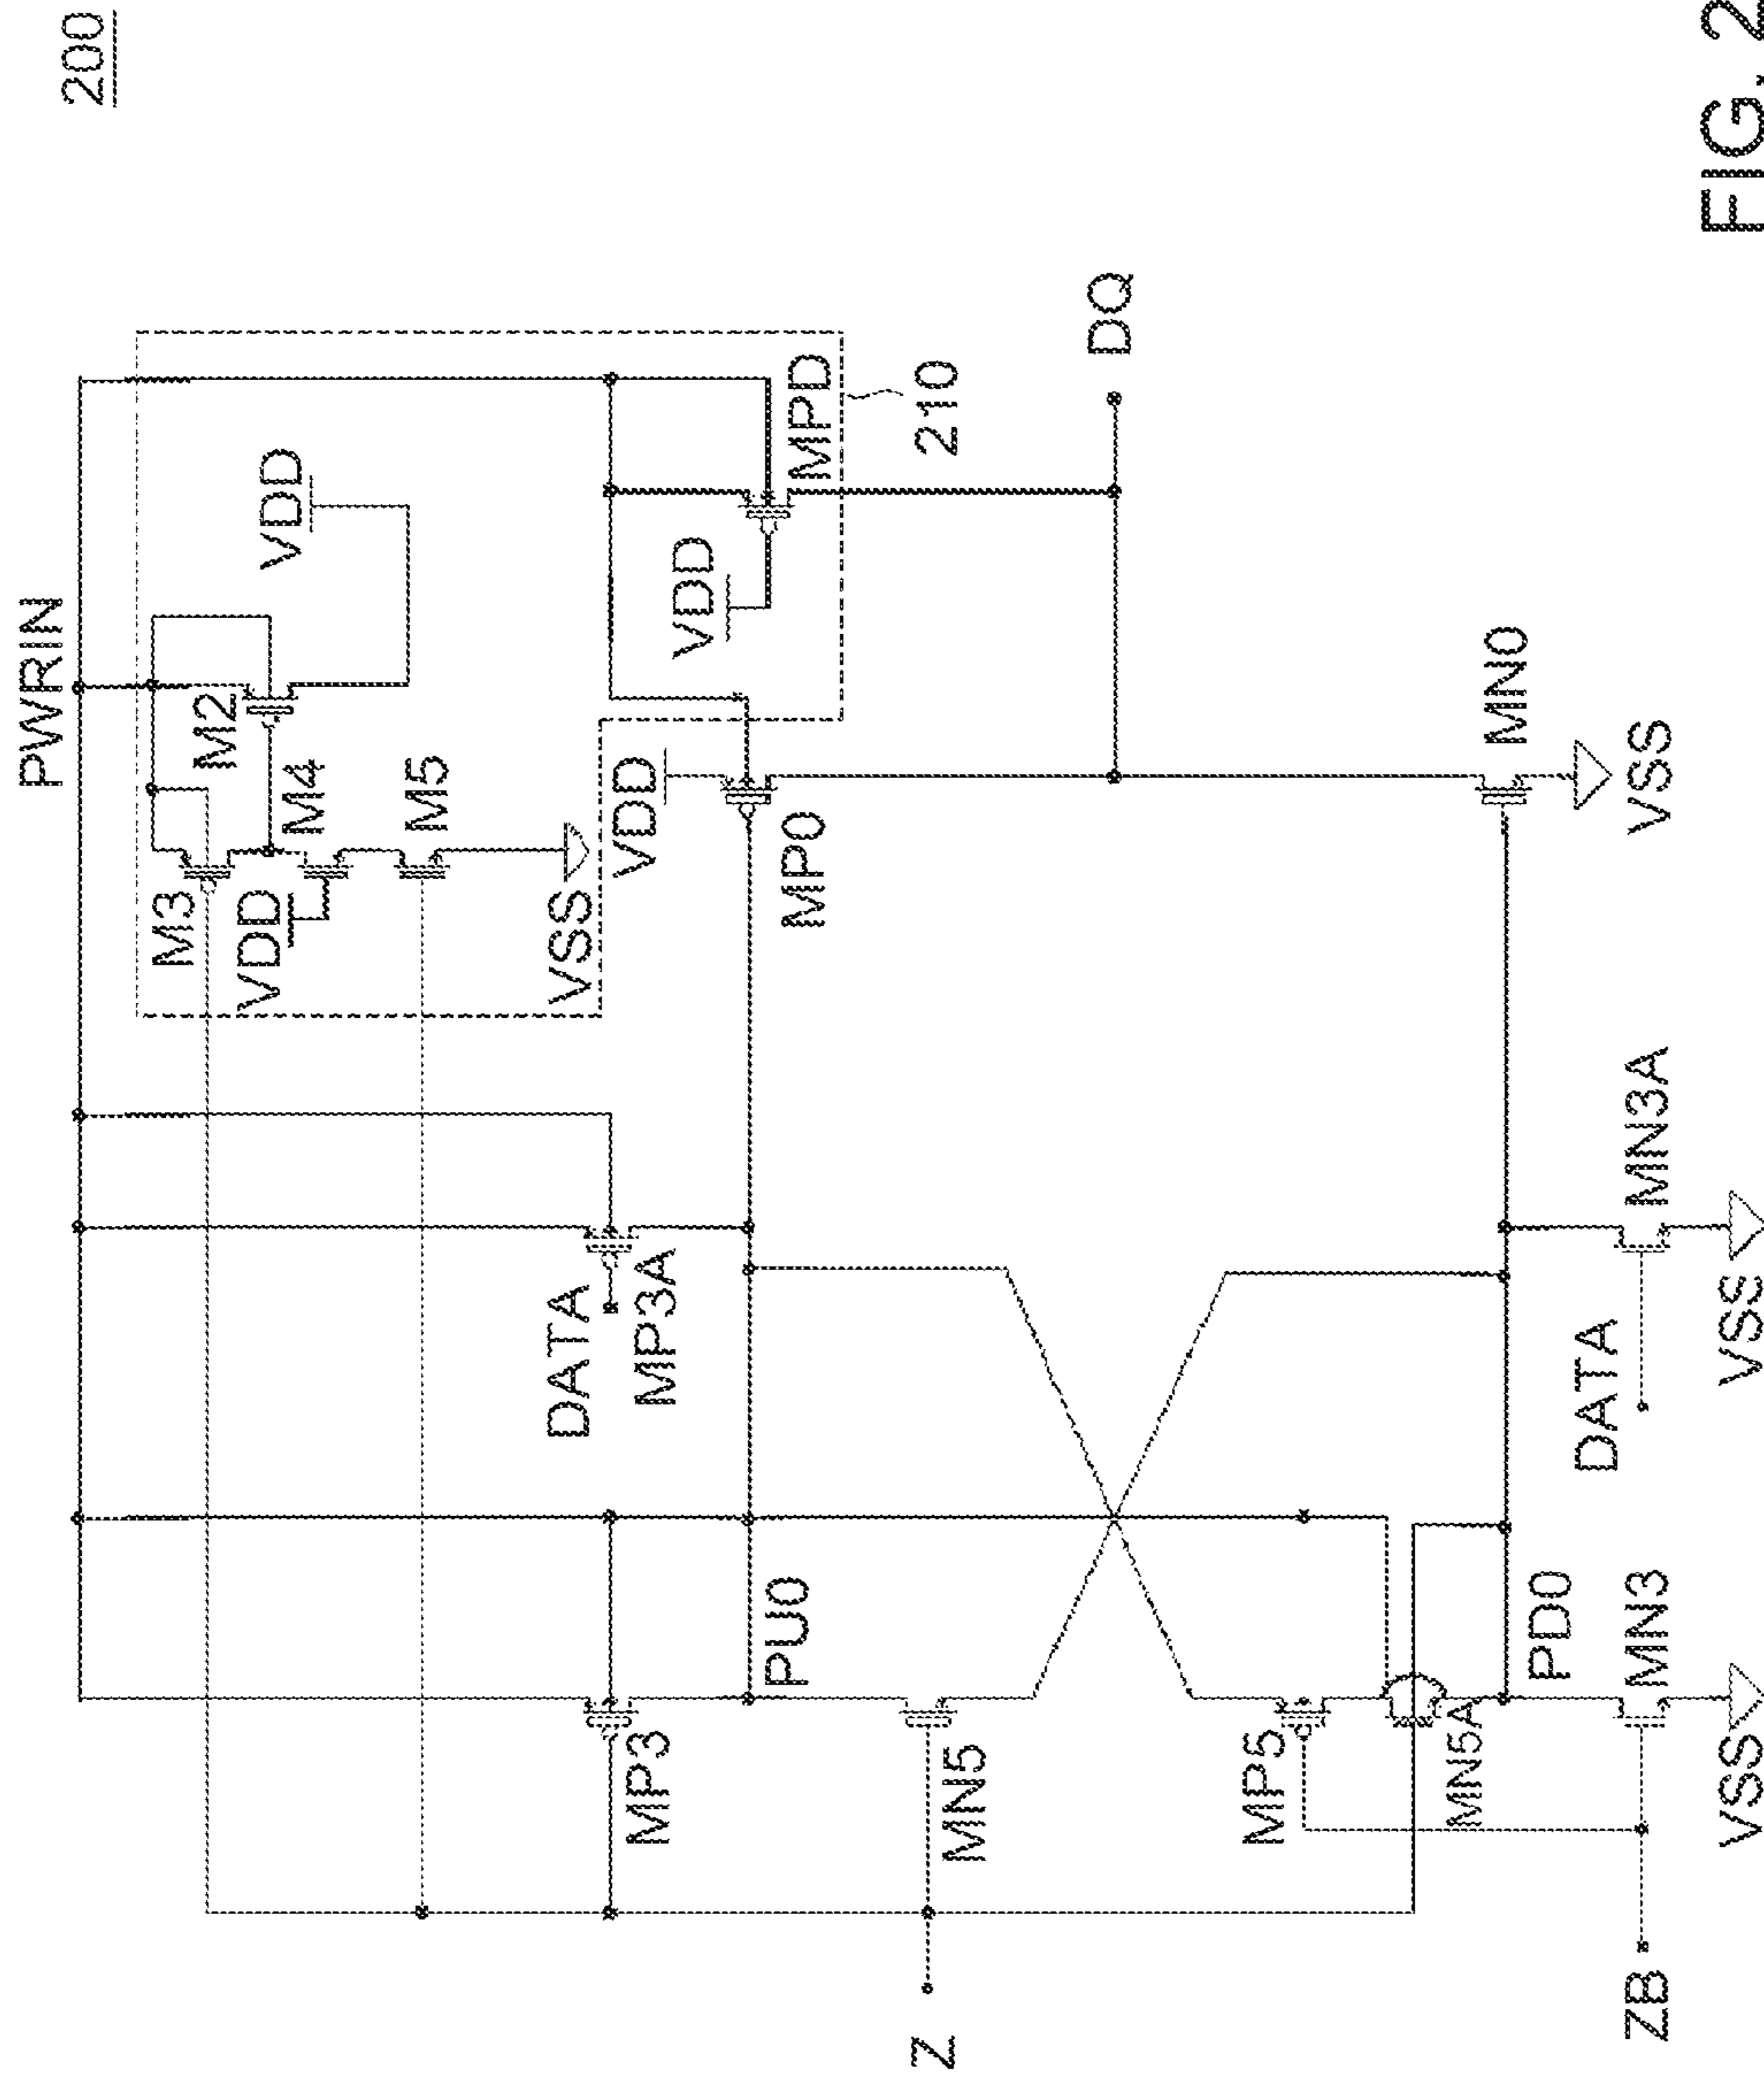 200
PWRIN
M3
M2
VDD
VDD
M4
M5
VSS
VDD
VDD
MPD
210
DATA
MP3A
MP3
MP0
PU0
DQ
Z
MN5
MP5
MN5A
PD0
MN0
DATA
MN3A
VSS
ZB
MN3
VSS
VSS
FIG. 2